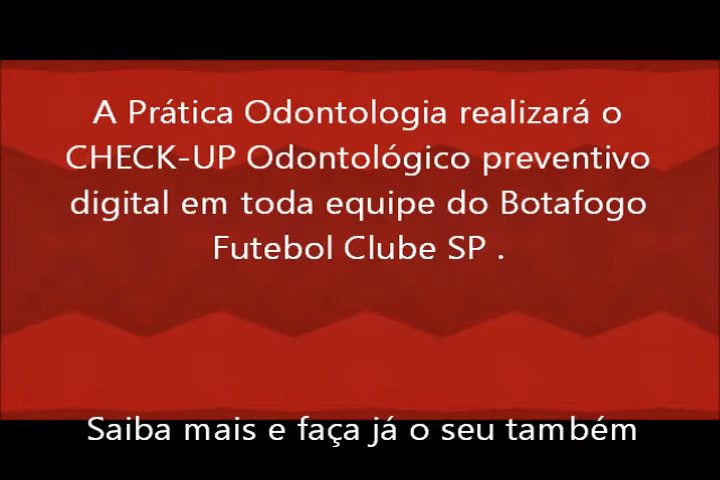 A Prática Odontologia realizará o
CHECK-UP Odontológico preventivo
digital em toda equipe do Botafogo
Futebol Clube SP .
Saiba mais e faça já o seu também